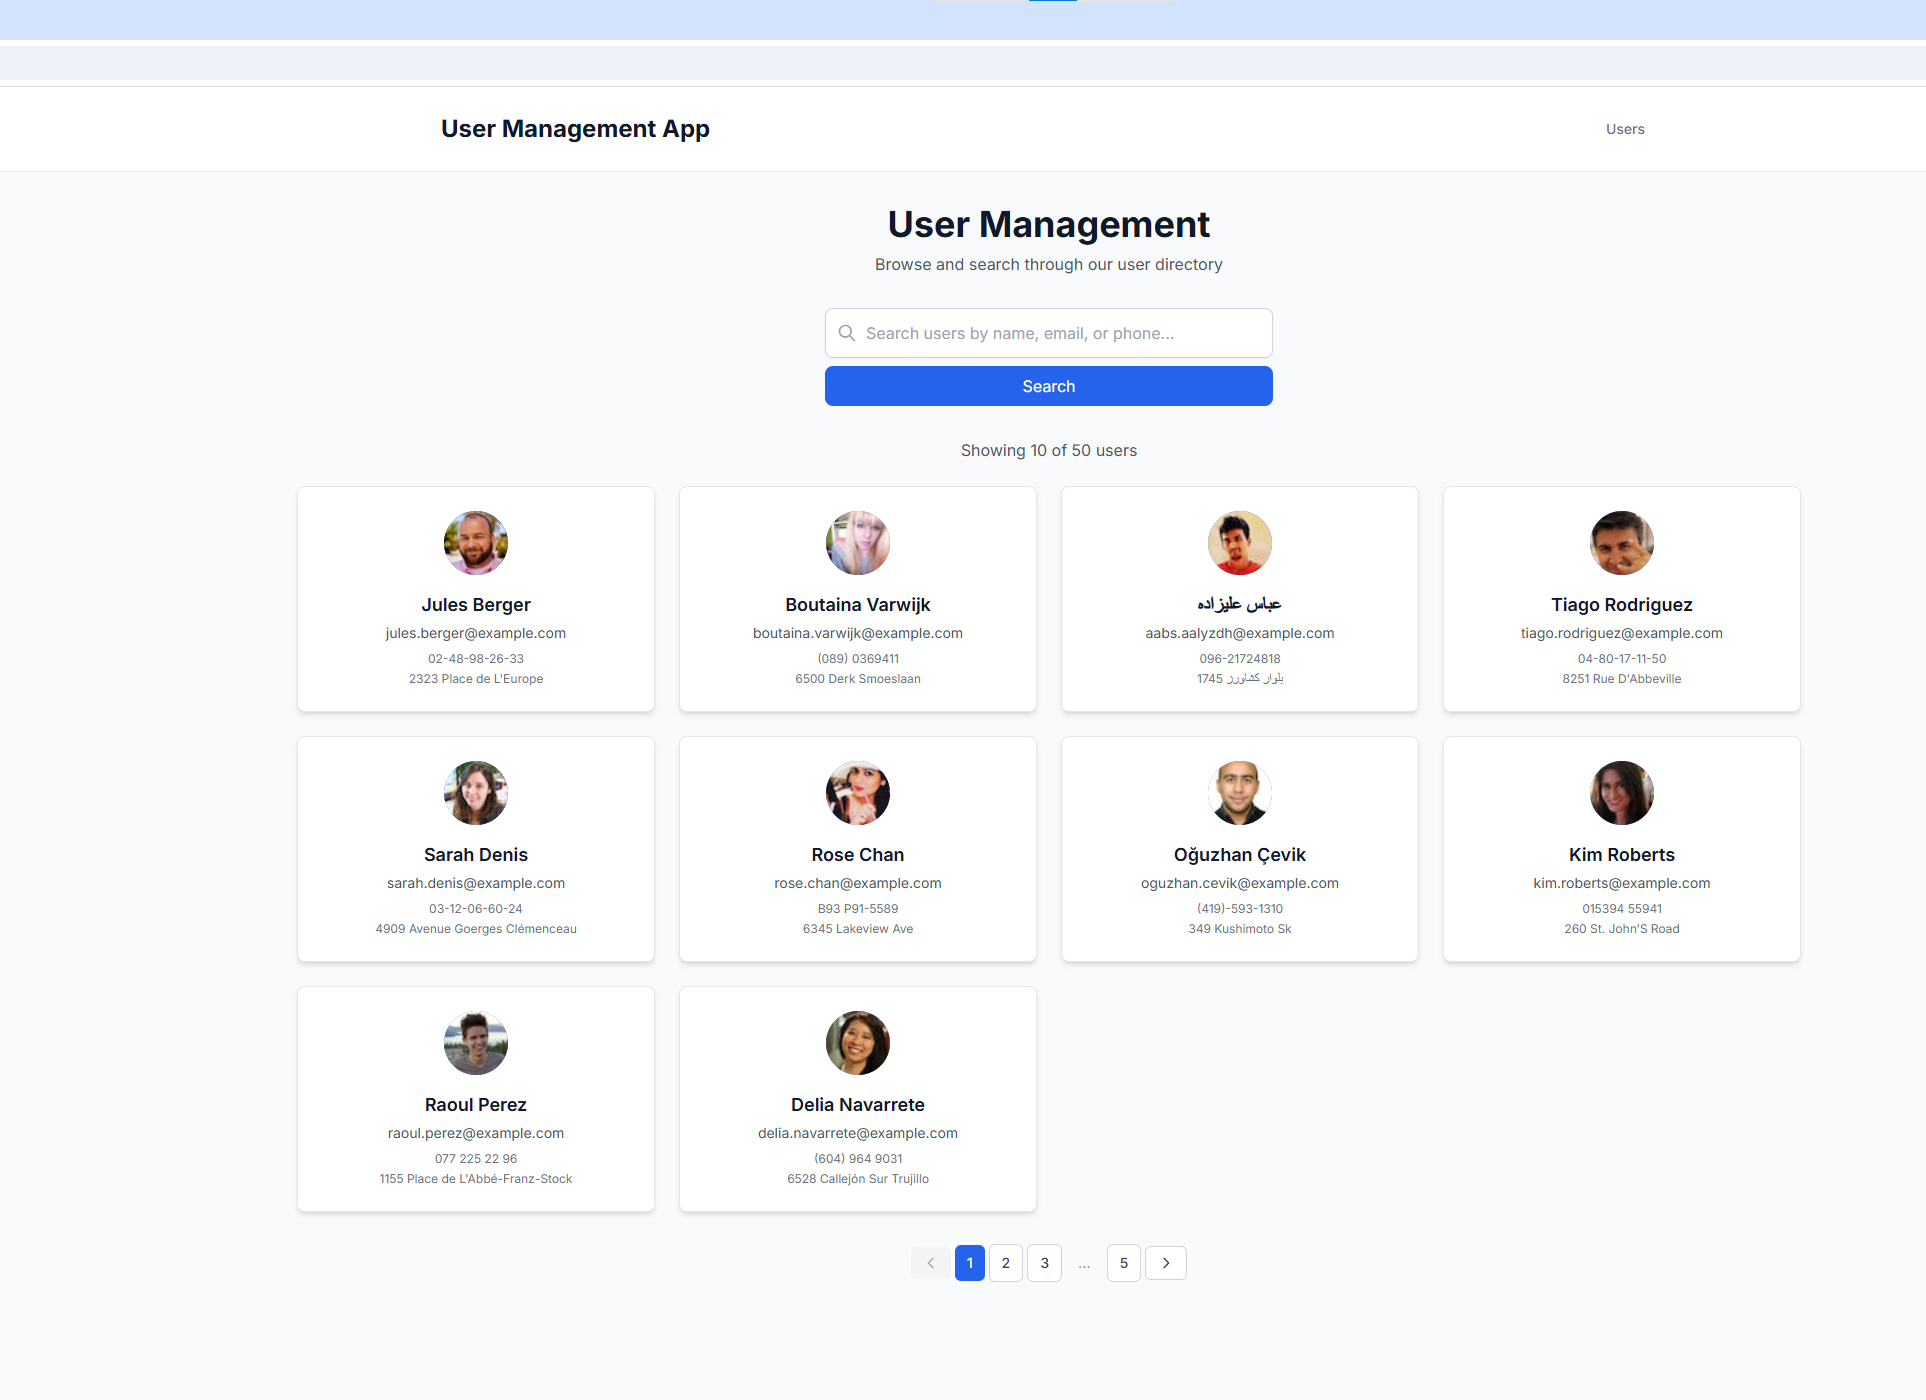 User Management App
Users
User Management
Browse and search through our user directory
Search users by name, email, or phone...
Search
Showing 10 of 50 users
Jules Berger
jules.berger@example.com
02-48-98-26-33
2323 Place de L'Europe
Boutaina Varwijk
boutaina.varwijk@example.com
(089) 0369411
6500 Derk Smoeslaan
عباس علیزاده
aabs.aalyzdh@example.com
096-21724818
1745 بلوار کشاورز
Tiago Rodriguez
tiago.rodriguez@example.com
04-80-17-11-50
8251 Rue D'Abbeville
Sarah Denis
sarah.denis@example.com
03-12-06-60-24
4909 Avenue Goerges Clémenceau
Rose Chan
rose.chan@example.com
B93 P91-5589
6345 Lakeview Ave
Oğuzhan Çevik
oguzhan.cevik@example.com
(419)-593-1310
349 Kushimoto Sk
Kim Roberts
kim.roberts@example.com
015394 55941
260 St. John’S Road
Raoul Perez
raoul.perez@example.com
077 225 22 96
1155 Place de L'Abbé-Franz-Stock
Delia Navarrete
delia.navarrete@example.com
(604) 964 9031
6528 Callejón Sur Trujillo
1 2 3 ... 5